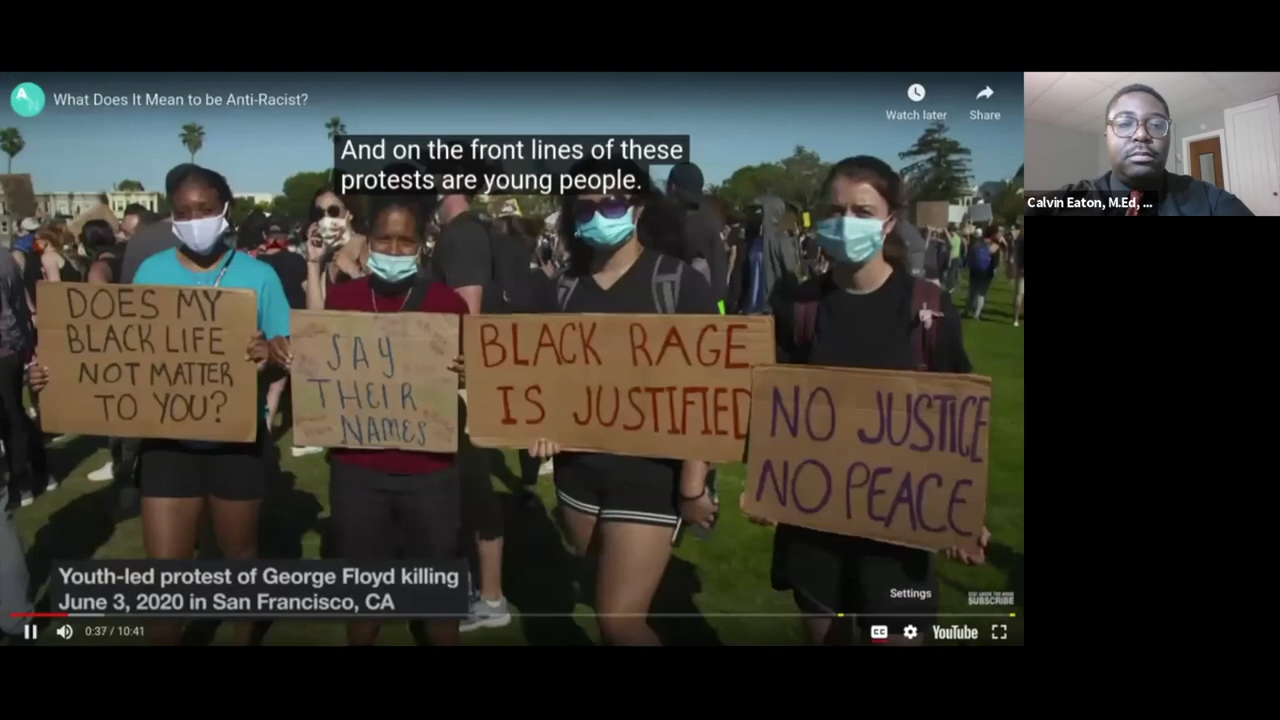 What Does It Mean to be Anti-Racist?
Watch later
Share
And on the front lines of these
protests are young people.
Calvin Eaton, M.Ed, ...
DOES MY
BLACK LIFE
NOT MATTER
TO YOU?
SAY
THEIR
NAMES
BLACK RAGE
IS JUSTIFIED
NO JUSTICE
NO PEACE
Youth-led protest of George Floyd killing
June 3, 2020 in San Francisco, CA
Settings
SUBSCRIBE
0:37 / 10:41
CC
YouTube